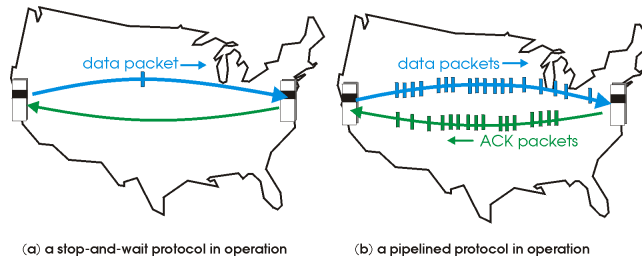 data packet
data packets
ACK packets
(a) a stop-and-wait protocol in operation
(b) a pipelined protocol in operation